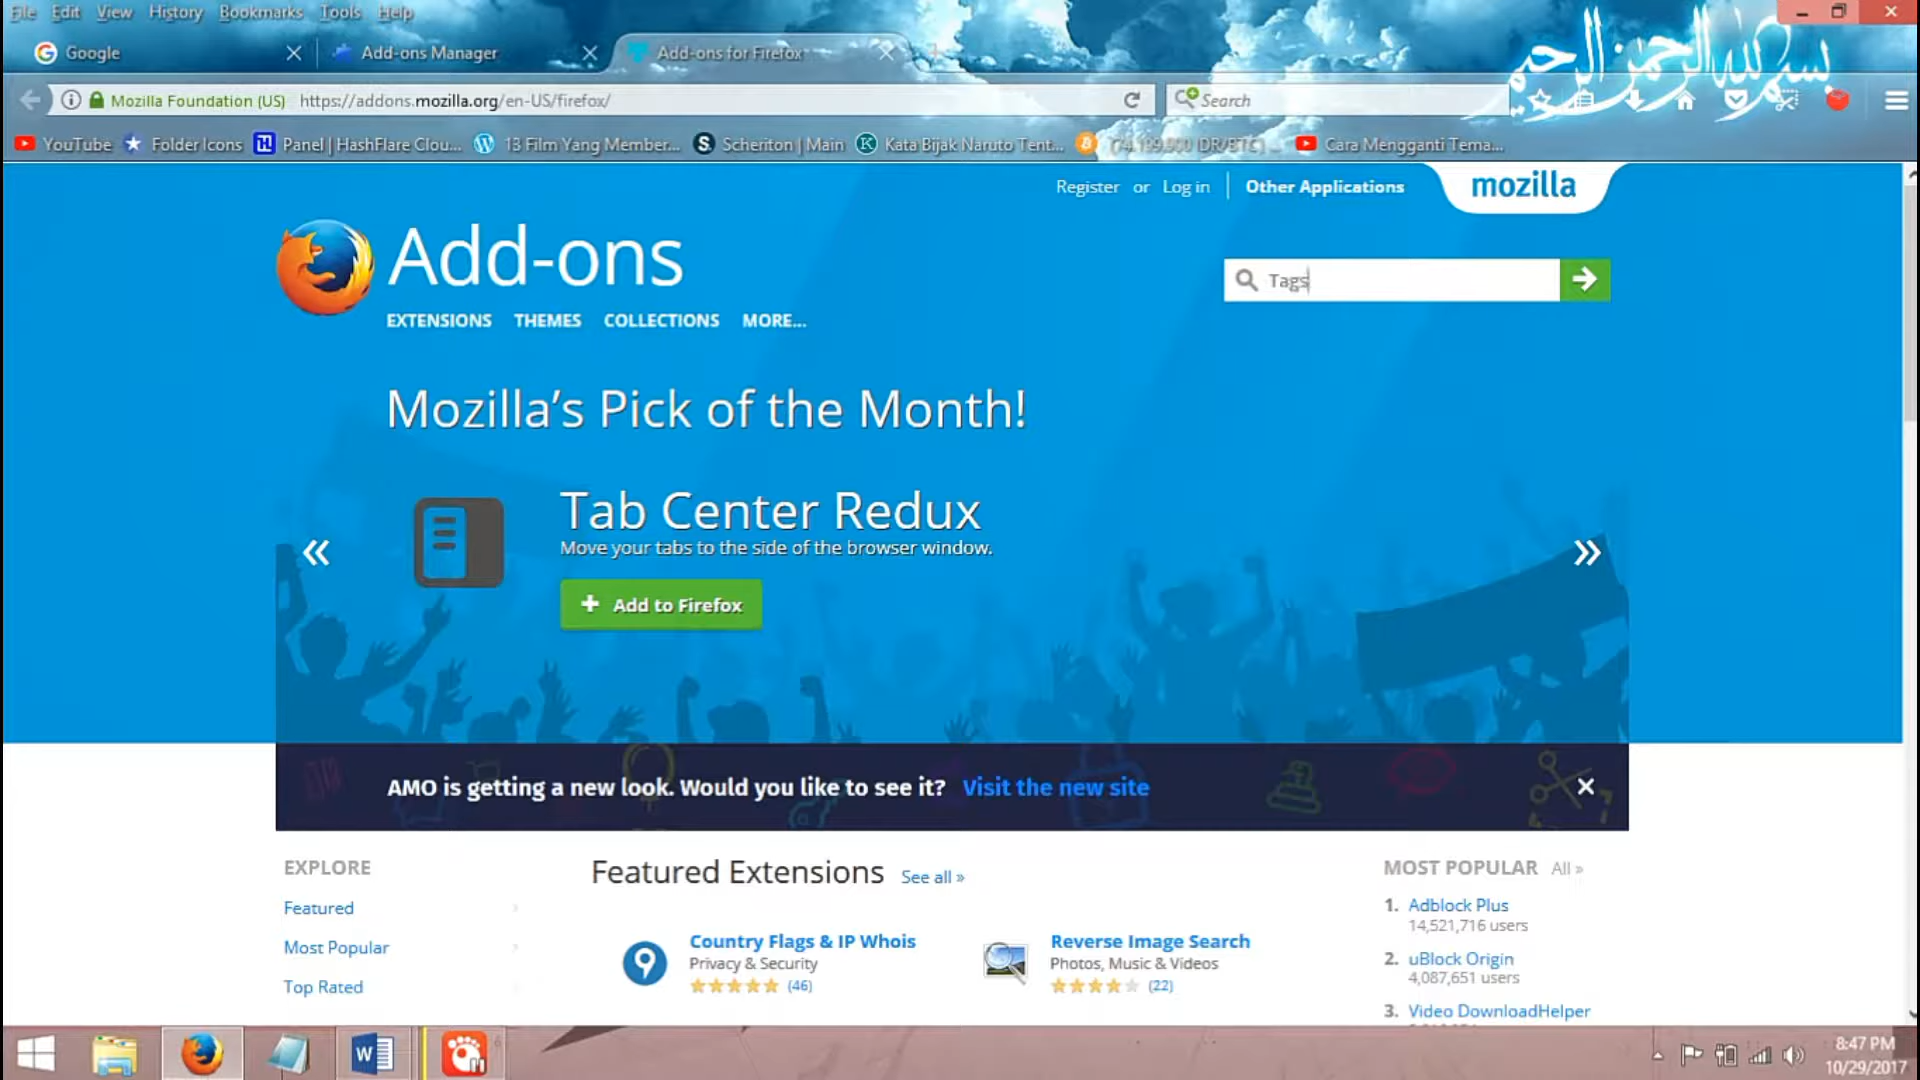 File Edit View History Bookmarks Tools Help
بسم الله الرحمن الرحيم
Google
Add-ons Manager
Add-ons for Firefox
Mozilla Foundation (US) https://addons.mozilla.org/en-US/firefox/
Search
YouTube
Folder Icons
Panel | HashFlare Clou...
13 Film Yang Member...
Scheriton | Main
Kata Bijak Naruto Tent...
Cara Mengganti Tema...
Register or Log in
Other Applications
mozilla
Add-ons
Tags
EXTENSIONS THEMES COLLECTIONS MORE...
Mozilla’s Pick of the Month!
Tab Center Redux
Move your tabs to the side of the browser window.
« »
+ Add to Firefox
AMO is getting a new look. Would you like to see it? Visit the new site
EXPLORE
Featured
Most Popular
Top Rated
Featured Extensions See all »
Country Flags & IP Whois
Privacy & Security
(46)
Reverse Image Search
Photos, Music & Videos
(22)
MOST POPULAR All »
1. Adblock Plus
14,521,716 users
2. uBlock Origin
4,087,651 users
3. Video DownloadHelper
8:47 PM
10/29/2017